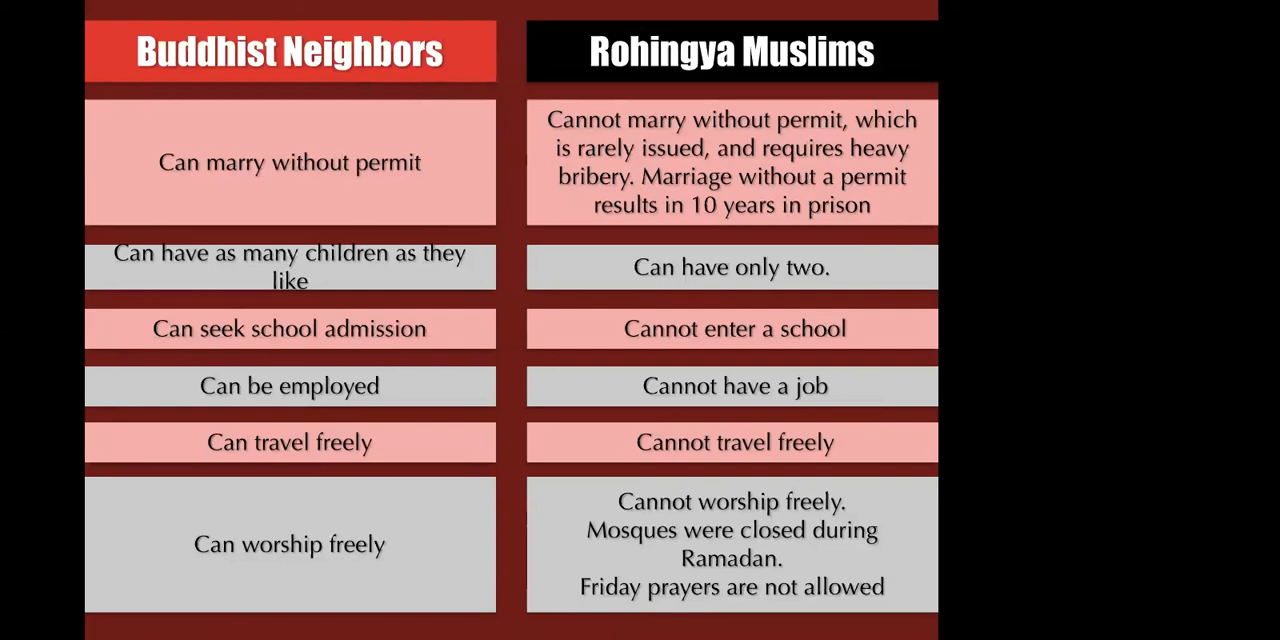 Buddhist Neighbors
Rohingya Muslims
Can marry without permit
Cannot marry without permit, which
is rarely issued, and requires heavy
bribery. Marriage without a permit
results in 10 years in prison
Can have as many children as they
like
Can have only two.
Can seek school admission
Cannot enter a school
Can be employed
Cannot have a job
Can travel freely
Cannot travel freely
Can worship freely
Cannot worship freely.
Mosques were closed during
Ramadan.
Friday prayers are not allowed